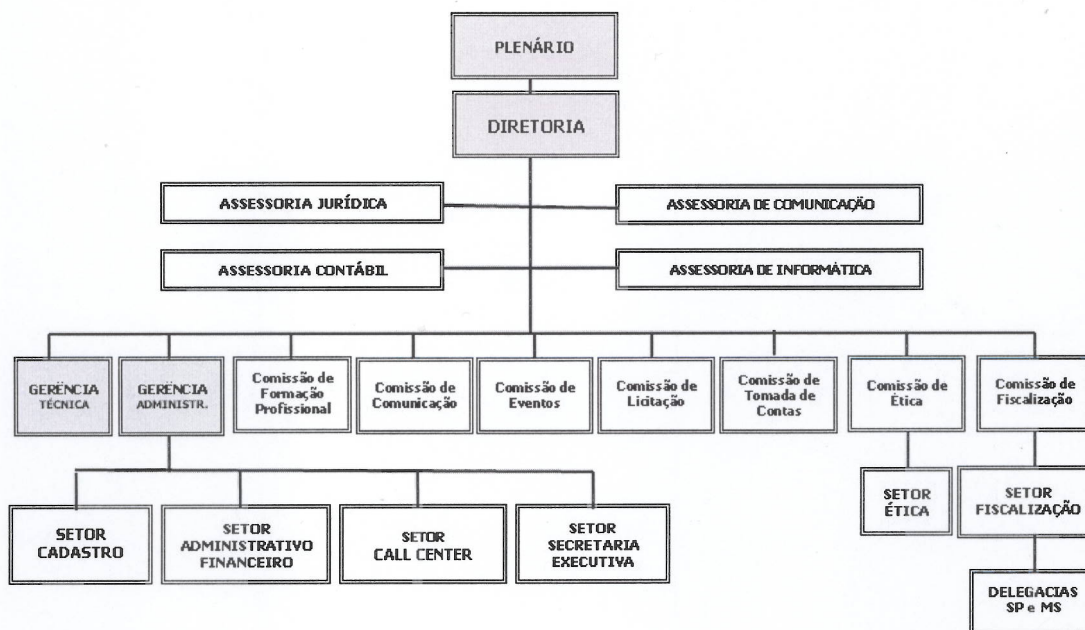 PLENÁRIO
DIRETORIA
ASSESSORIA JURÍDICA
ASSESSORIA DE COMUNICAÇÃO
ASSESSORIA CONTÁBIL
ASSESSORIA DE INFORMÁTICA
GERÊNCIA
TÉCNICA
GERÊNCIA
ADMINISTR.
Comissão de
Formação
Profissional
Comissão de
Comunicação
Comissão de
Eventos
Comissão de
Licitação
Comissão de
Tomada de
Contas
Comissão de
Ética
Comissão de
Fiscalização
SETOR
CADASTRO
SETOR
ADMINISTRATIVO
FINANCEIRO
SETOR
CALL CENTER
SETOR
SECRETARIA
EXECUTIVA
SETOR
ÉTICA
SETOR
FISCALIZAÇÃO
DELEGACIAS
SP e MS